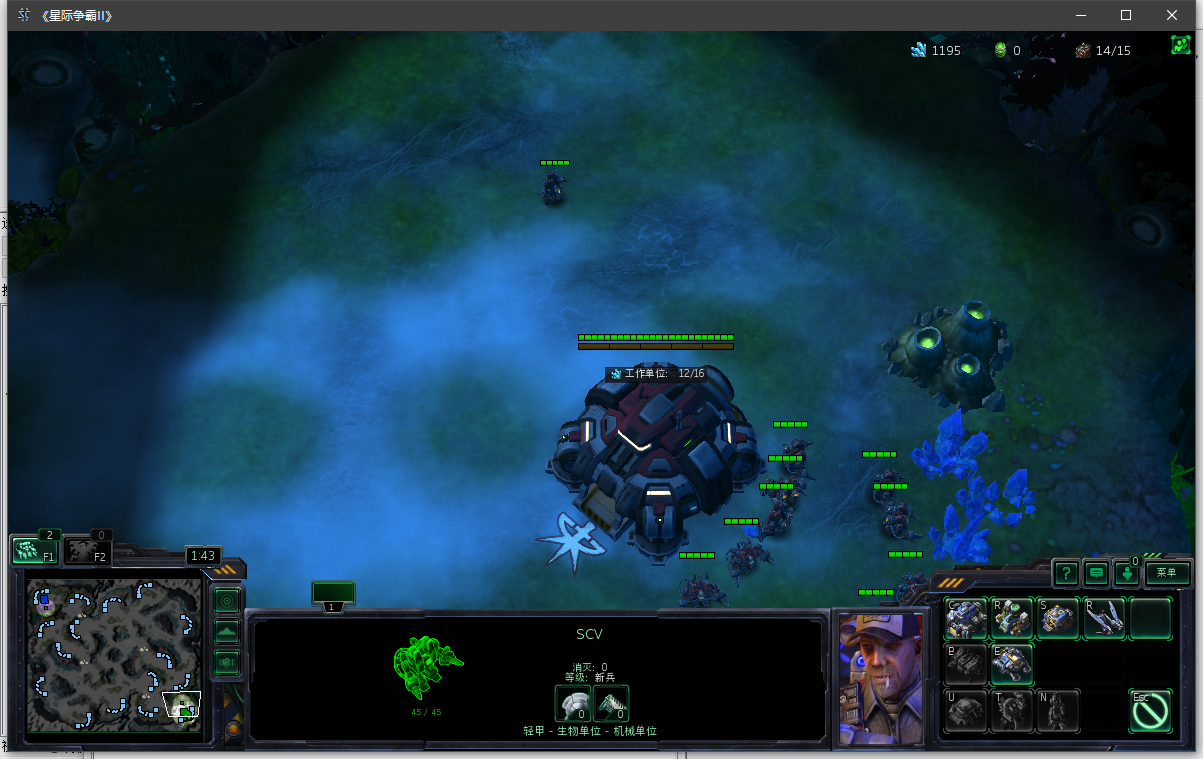 《星际争霸II》
1195
0
14/15
工作单位: 12/16
2
0
F1
F2
1:43
1
0
菜单
SCV
消灭: 0
等级: 新兵
45 / 45
0
0
轻甲 - 生物单位 - 机械单位
R
S
R
P
E
Esc
U
T
N